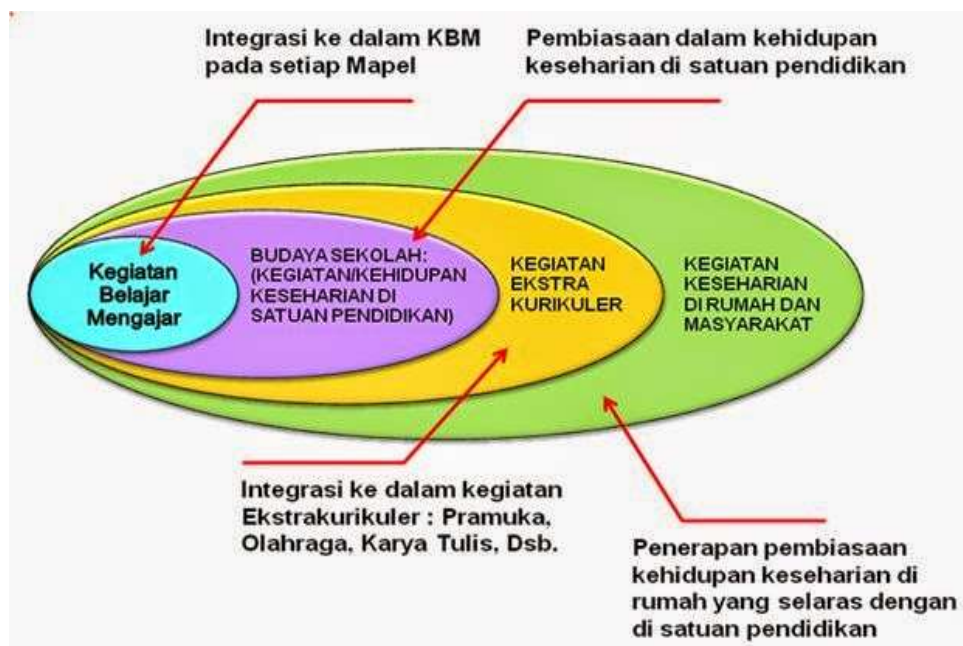 Integrasi ke dalam KBM
pada setiap Mapel
Pembiasaan dalam kehidupan
keseharian di satuan pendidikan
Kegiatan
Belajar
Mengajar
BUDAYA SEKOLAH:
(KEGIATAN/KEHIDUPAN
KESEHARIAN DI
SATUAN PENDIDIKAN)
KEGIATAN
EKSTRA
KURIKULER
KEGIATAN
KESEHARIAN
DI RUMAH DAN
MASYARAKAT
Integrasi ke dalam kegiatan
Ekstrakurikuler : Pramuka,
Olahraga, Karya Tulis, Dsb.
Penerapan pembiasaan
kehidupan keseharian di
rumah yang selaras dengan
di satuan pendidikan